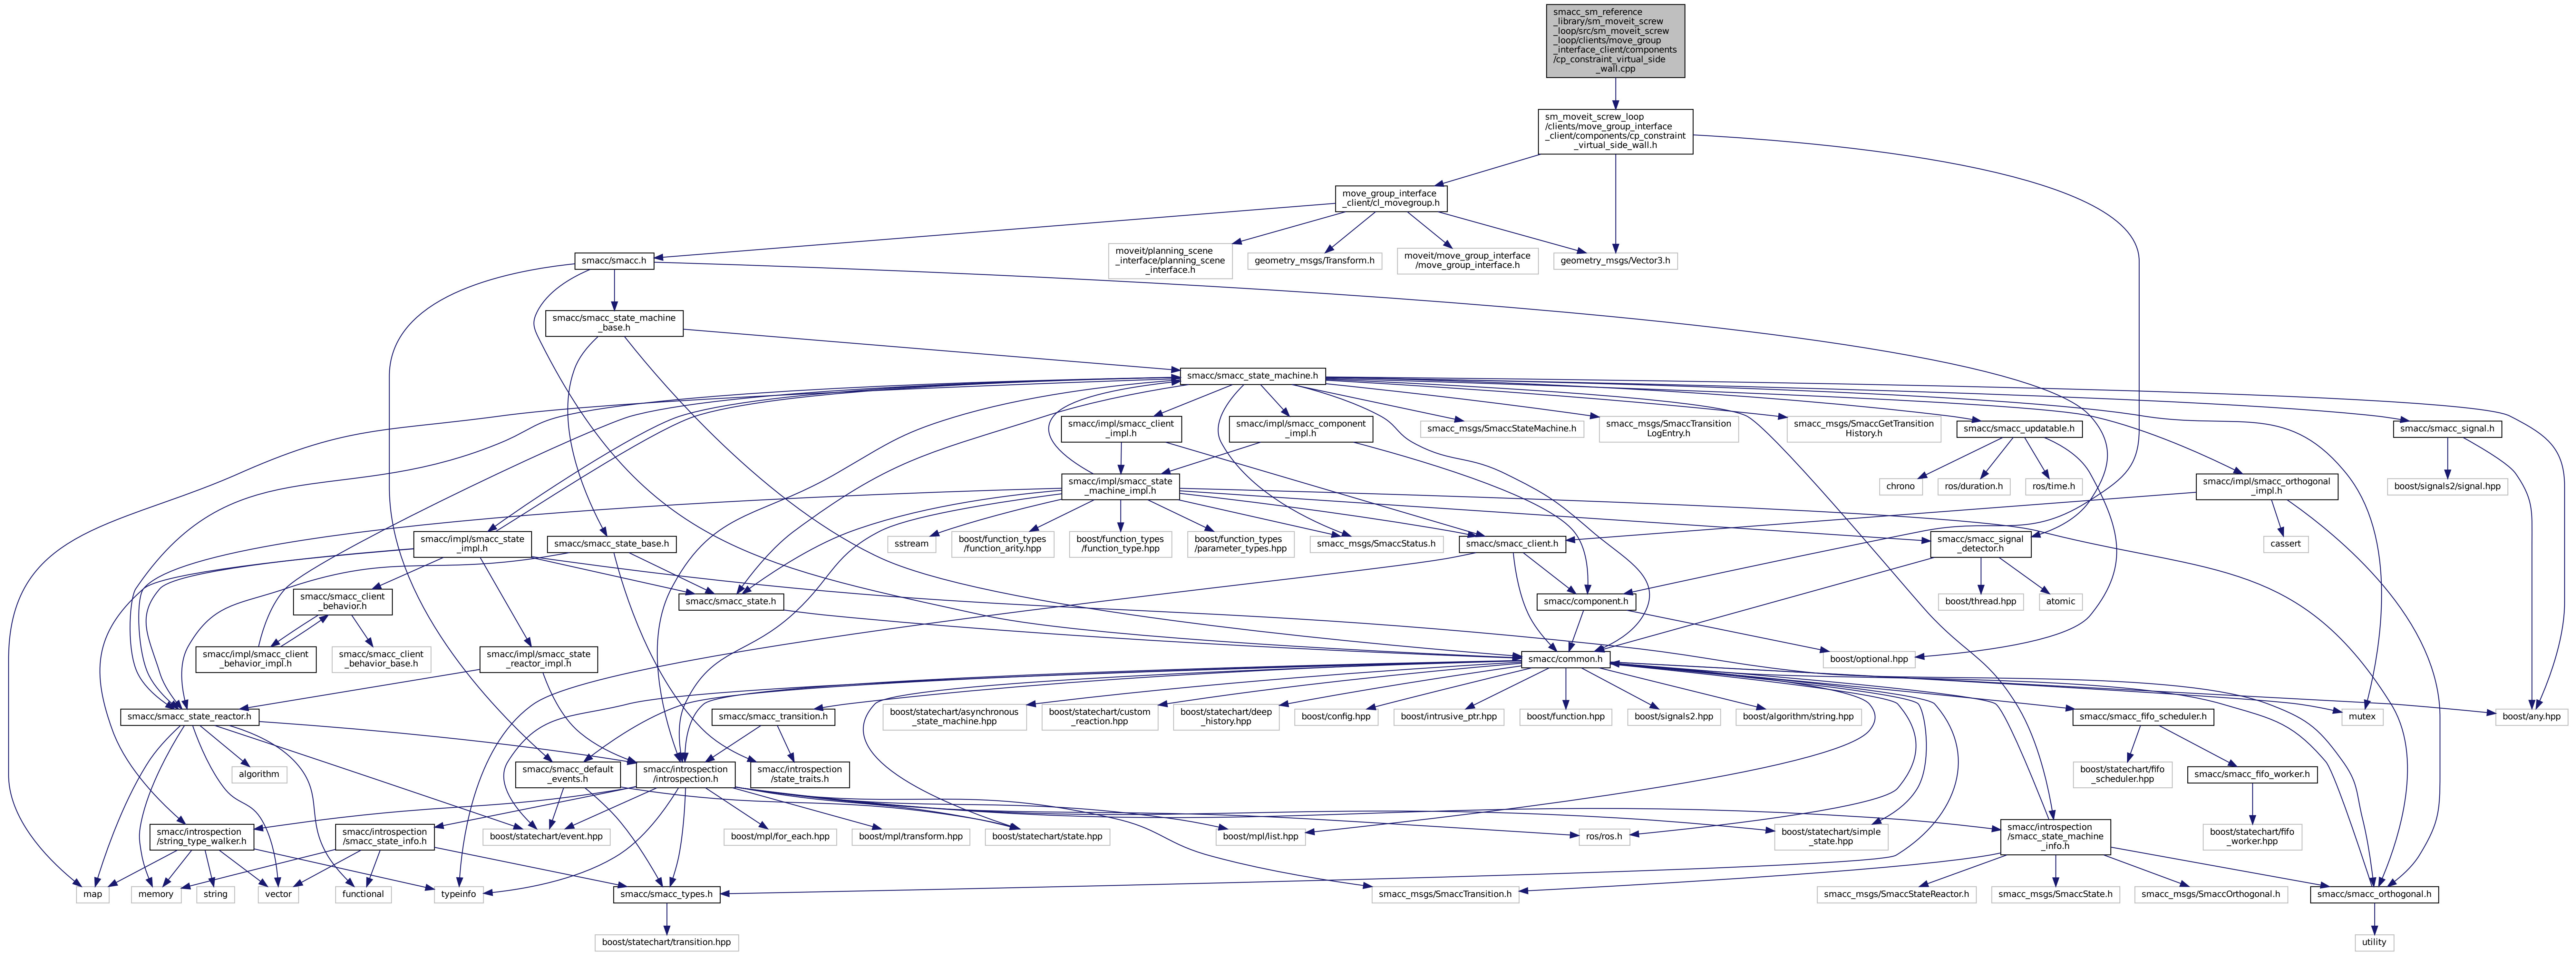 smacc_sm_reference
_library/sm_moveit_screw
_loop/src/sm_moveit_screw
_loop/clients/move_group
_interface_client/components
/cp_constraint_virtual_side
_wall.cpp
sm_moveit_screw_loop
/clients/move_group_interface
_client/components/cp_constraint
_virtual_side_wall.h
move_group_interface
_client/cl_movegroup.h
smacc/smacc.h
moveit/planning_scene
_interface/planning_scene
_interface.h
geometry_msgs/Transform.h
moveit/move_group_interface
/move_group_interface.h
geometry_msgs/Vector3.h
smacc/smacc_state_machine
_base.h
smacc/smacc_state_machine.h
smacc/impl/smacc_client
_impl.h
smacc/impl/smacc_component
_impl.h
smacc_msgs/SmaccStateMachine.h
smacc_msgs/SmaccTransition
LogEntry.h
smacc_msgs/SmaccGetTransition
History.h
smacc/smacc_updatable.h
smacc/smacc_signal.h
smacc/impl/smacc_state
_machine_impl.h
chrono
ros/duration.h
ros/time.h
smacc/impl/smacc_orthogonal
_impl.h
boost/signals2/signal.hpp
smacc/impl/smacc_state
_impl.h
smacc/smacc_state_base.h
sstream
boost/function_types
/function_arity.hpp
boost/function_types
/function_type.hpp
boost/function_types
/parameter_types.hpp
smacc_msgs/SmaccStatus.h
smacc/smacc_client.h
smacc/smacc_signal
_detector.h
cassert
smacc/smacc_client
_behavior.h
smacc/smacc_state.h
smacc/component.h
boost/thread.hpp
atomic
smacc/impl/smacc_client
_behavior_impl.h
smacc/smacc_client
_behavior_base.h
smacc/impl/smacc_state
_reactor_impl.h
smacc/common.h
boost/optional.hpp
smacc/smacc_state_reactor.h
smacc/smacc_transition.h
boost/statechart/asynchronous
_state_machine.hpp
boost/statechart/custom
_reaction.hpp
boost/statechart/deep
_history.hpp
boost/config.hpp
boost/intrusive_ptr.hpp
boost/function.hpp
boost/signals2.hpp
boost/algorithm/string.hpp
smacc/smacc_fifo_scheduler.h
mutex
boost/any.hpp
algorithm
smacc/smacc_default
_events.h
smacc/introspection
/introspection.h
smacc/introspection
/state_traits.h
boost/statechart/fifo
_scheduler.hpp
smacc/smacc_fifo_worker.h
smacc/introspection
/string_type_walker.h
smacc/introspection
/smacc_state_info.h
boost/statechart/event.hpp
boost/mpl/for_each.hpp
boost/mpl/transform.hpp
boost/statechart/state.hpp
boost/mpl/list.hpp
ros/ros.h
boost/statechart/simple
_state.hpp
smacc/introspection
/smacc_state_machine
_info.h
boost/statechart/fifo
_worker.hpp
map
memory
string
vector
functional
typeinfo
smacc/smacc_types.h
smacc_msgs/SmaccTransition.h
smacc_msgs/SmaccStateReactor.h
smacc_msgs/SmaccState.h
smacc_msgs/SmaccOrthogonal.h
smacc/smacc_orthogonal.h
boost/statechart/transition.hpp
utility